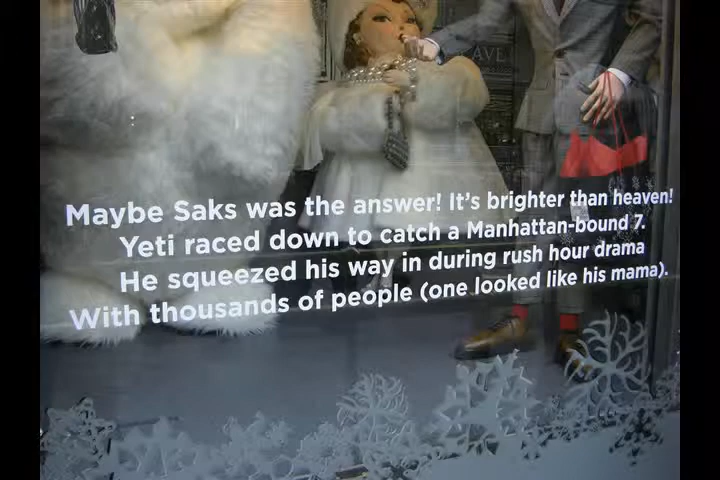 AVE
Maybe Saks was the answer! It's brighter than heaven!
Yeti raced down to catch a Manhattan-bound 7.
He squeezed his way in during rush hour drama
With thousands of people (one looked like his mama).